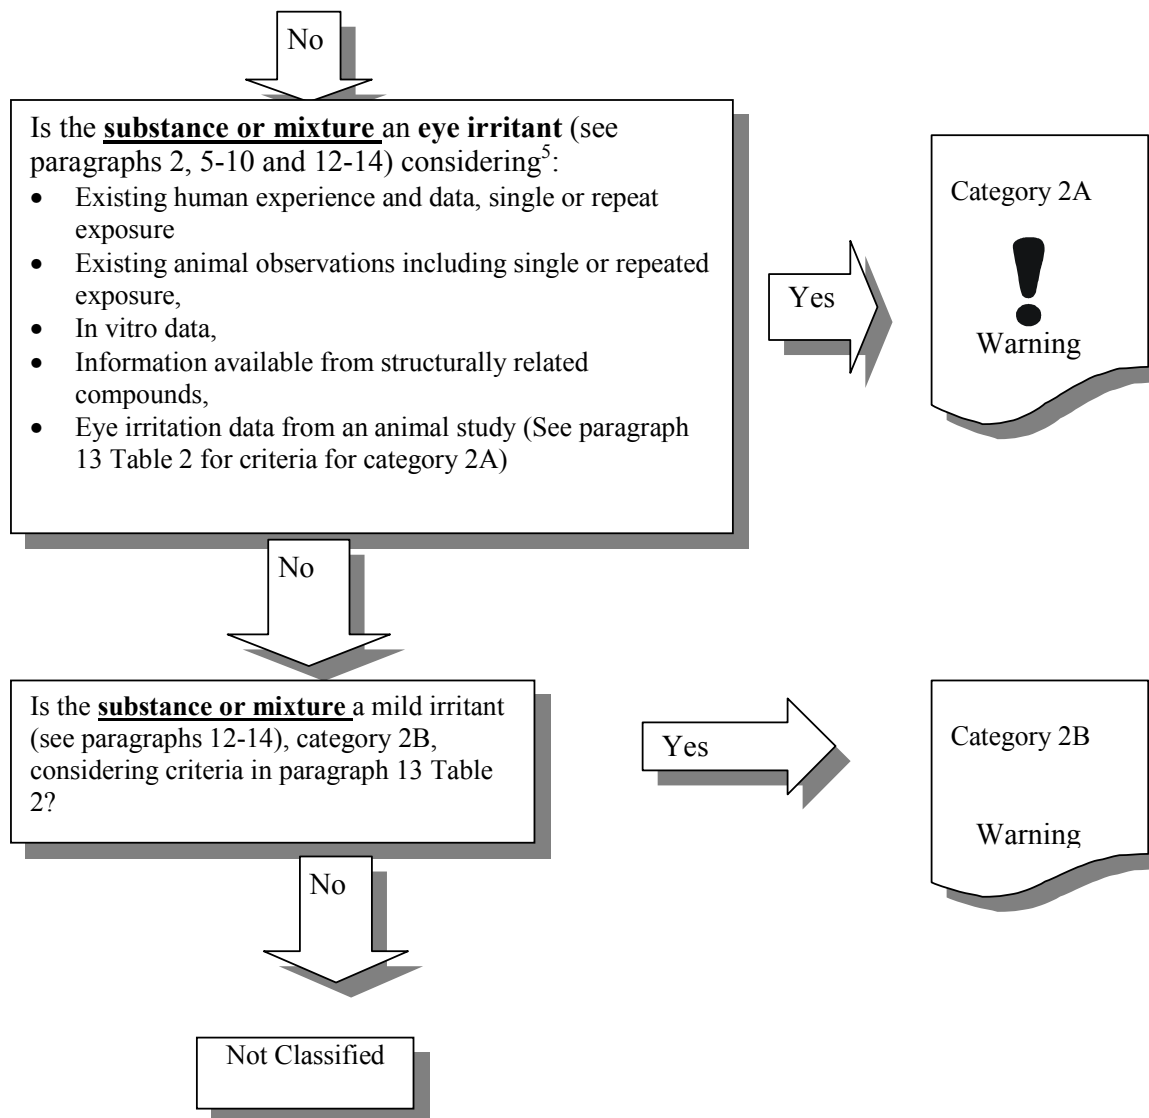 No
Is the substance or mixture an eye irritant (see
paragraphs 2, 5-10 and 12-14) considering5:
• Existing human experience and data, single or repeat
exposure
• Existing animal observations including single or repeated
exposure,
• In vitro data,
• Information available from structurally related
compounds,
• Eye irritation data from an animal study (See paragraph
13 Table 2 for criteria for category 2A)
Yes
Category 2A
!
Warning
No
Is the substance or mixture a mild irritant
(see paragraphs 12-14), category 2B,
considering criteria in paragraph 13 Table
2?
Yes
Category 2B
Warning
No
Not Classified